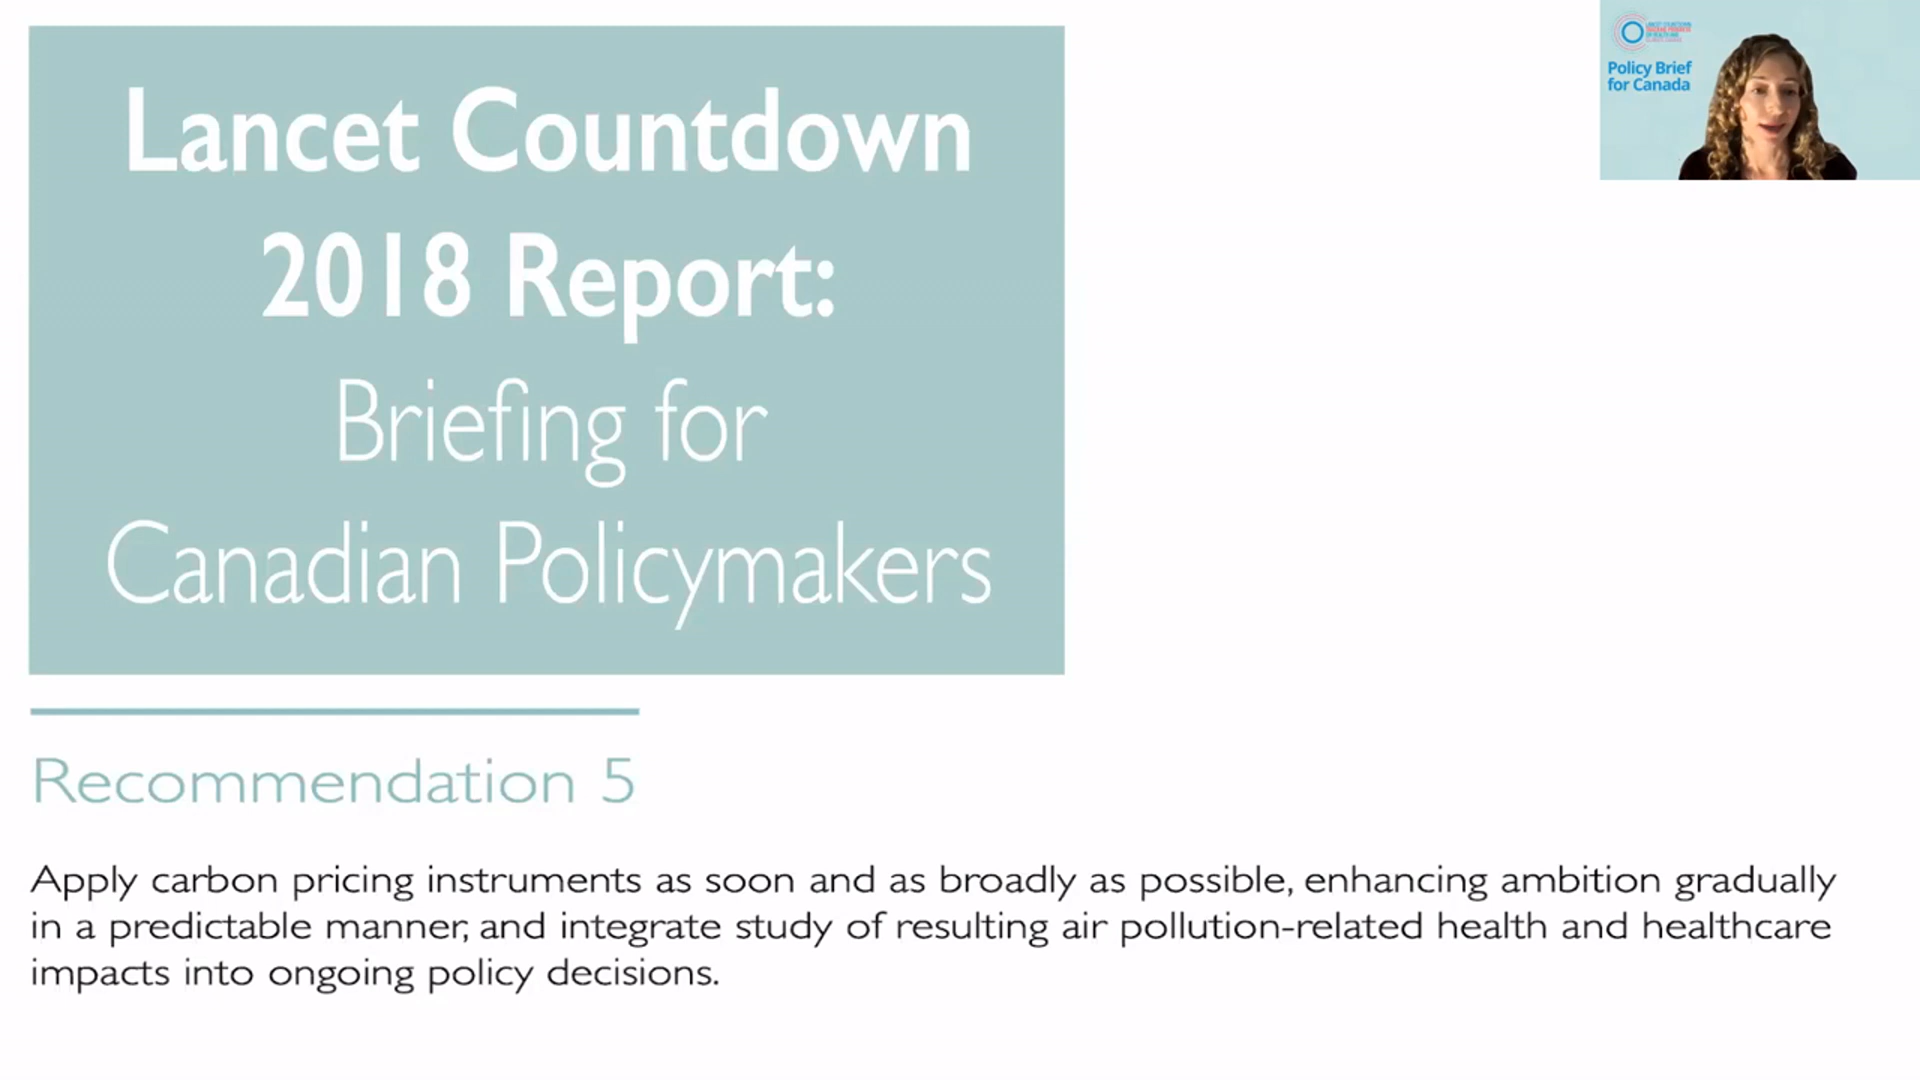 Lancet Countdown
2018 Report:
Briefing for
Canadian Policymakers
Recommendation 5
Apply carbon pricing instruments as soon and as broadly as possible, enhancing ambition gradually
in a predictable manner, and integrate study of resulting air pollution-related health and healthcare
impacts into ongoing policy decisions.
Policy Brief
for Canada